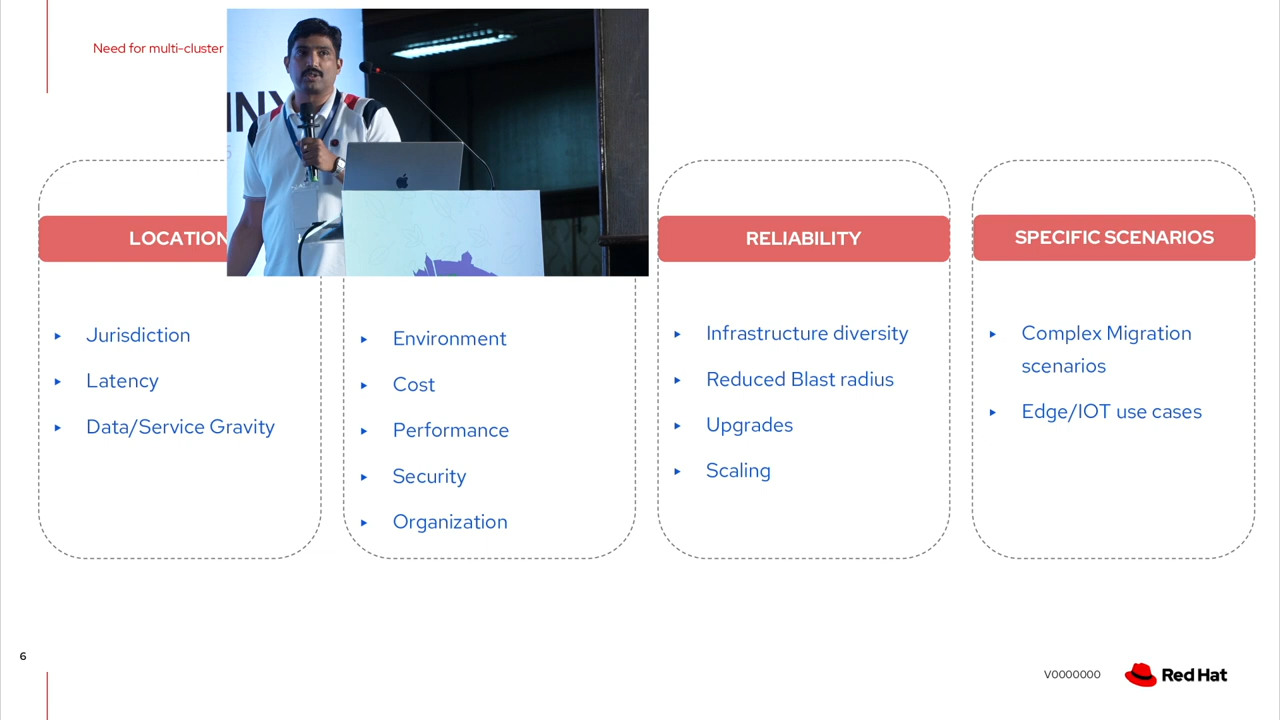 Need for multi-cluster
LOCATION
Jurisdiction
Latency
Data/Service Gravity
Environment
Cost
Performance
Security
Organization
RELIABILITY
Infrastructure diversity
Reduced Blast radius
Upgrades
Scaling
SPECIFIC SCENARIOS
Complex Migration
scenarios
Edge/IOT use cases
6
V0000000
Red Hat